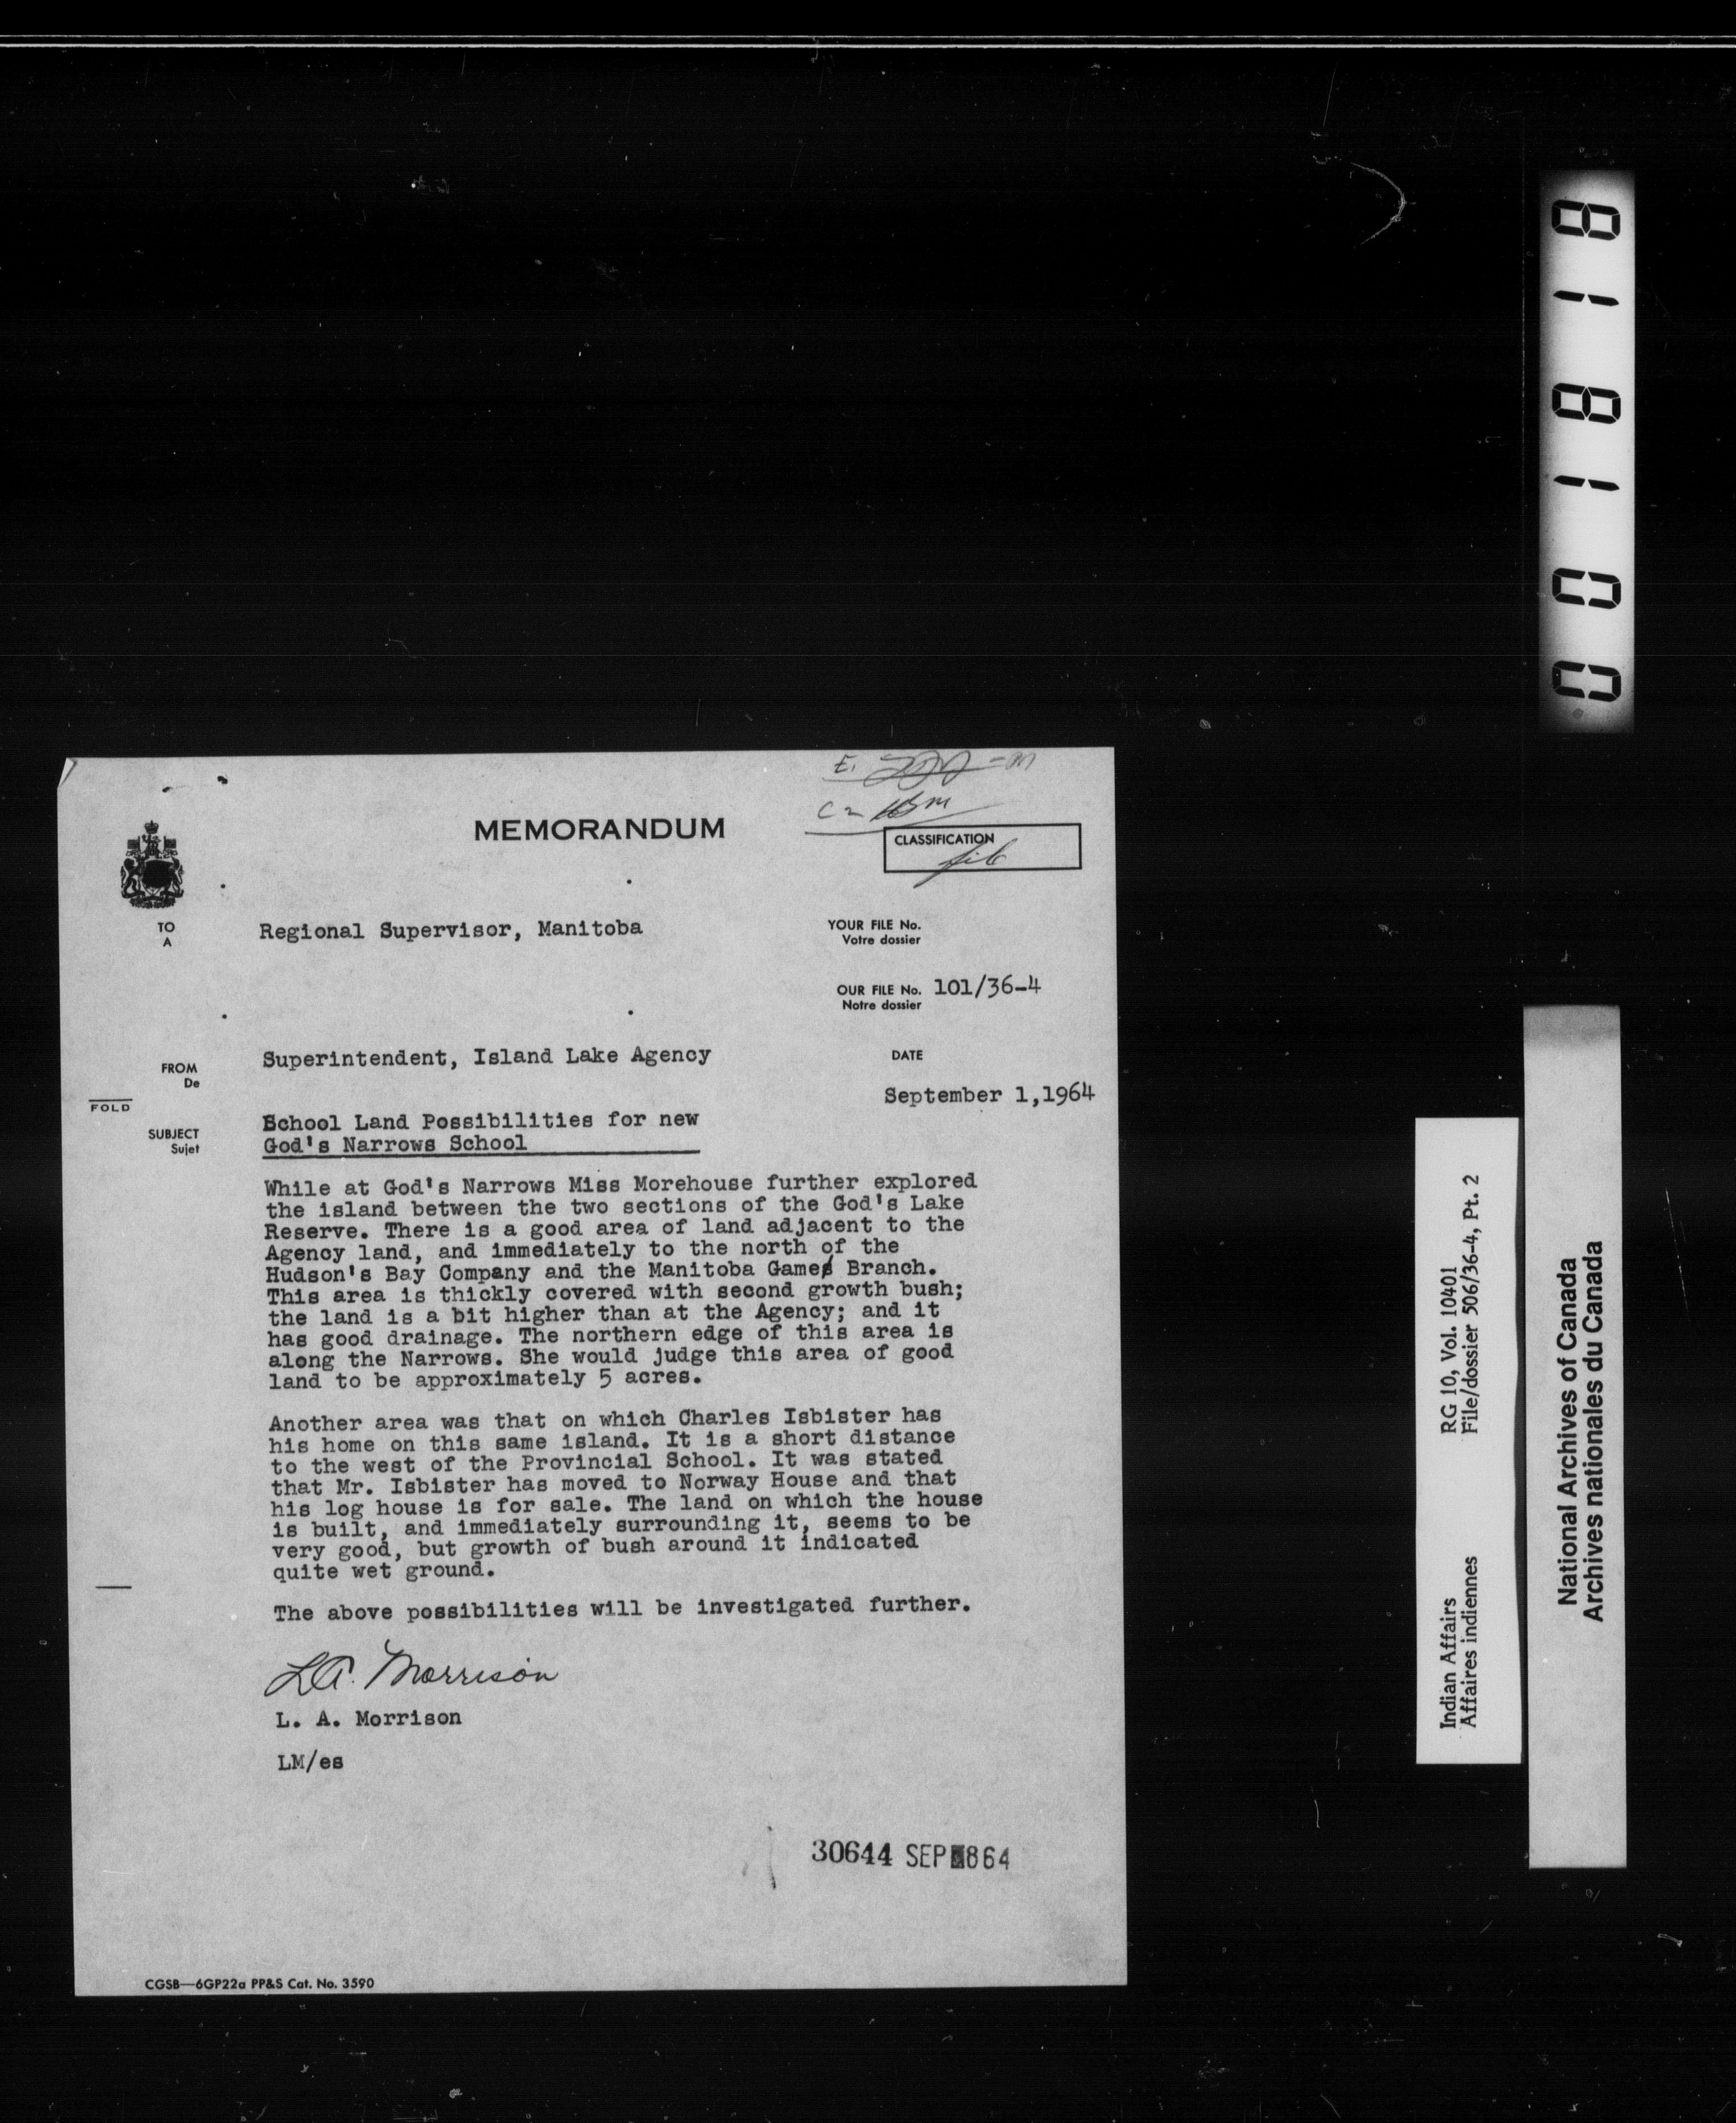 MEMORANDUM
CLASSIFICATION
file
TO
A
Regional Supervisor, Manitoba
YOUR FILE No.
Votre dossier
OUR FILE No. 101/36-4
Notre dossier
FROM
De
Superintendent, Island Lake Agency
DATE
September 1,1964
FOLD
SUBJECT
Sujet
School Land Possibilities for new
God's Narrows School
While at God's Narrows Miss Morehouse further explored
the island between the two sections of the God's Lake
Reserve. There is a good area of land adjacent to the
Agency land, and immediately to the north of the
Hudson's Bay Company and the Manitoba Game Branch.
This area is thickly covered with second growth bush;
the land is a bit higher than at the Agency; and it
has good drainage. The northern edge of this area is
along the Narrows. She would judge this area of good
land to be approximately 5 acres.
Another area was that on which Charles Isbister has
his home on this same island. It is a short distance
to the west of the Provincial School. It was stated
that Mr. Isbister has moved to Norway House and that
his log house is for sale. The land on which the house
is built, and immediately surrounding it, seems to be
very good, but growth of bush around it indicated
quite wet ground.
The above possibilities will be investigated further.
L.A. Morrison
L. A. Morrison
LM/es
30644 SEP 8 64
CGSB—6GP22a PP&S Cat. No. 3590
001818
Indian Affairs
Affaires indiennes
RG 10, Vol. 10401
File/dossier 506/36-4, Pt. 2
National Archives of Canada
Archives nationales du Canada